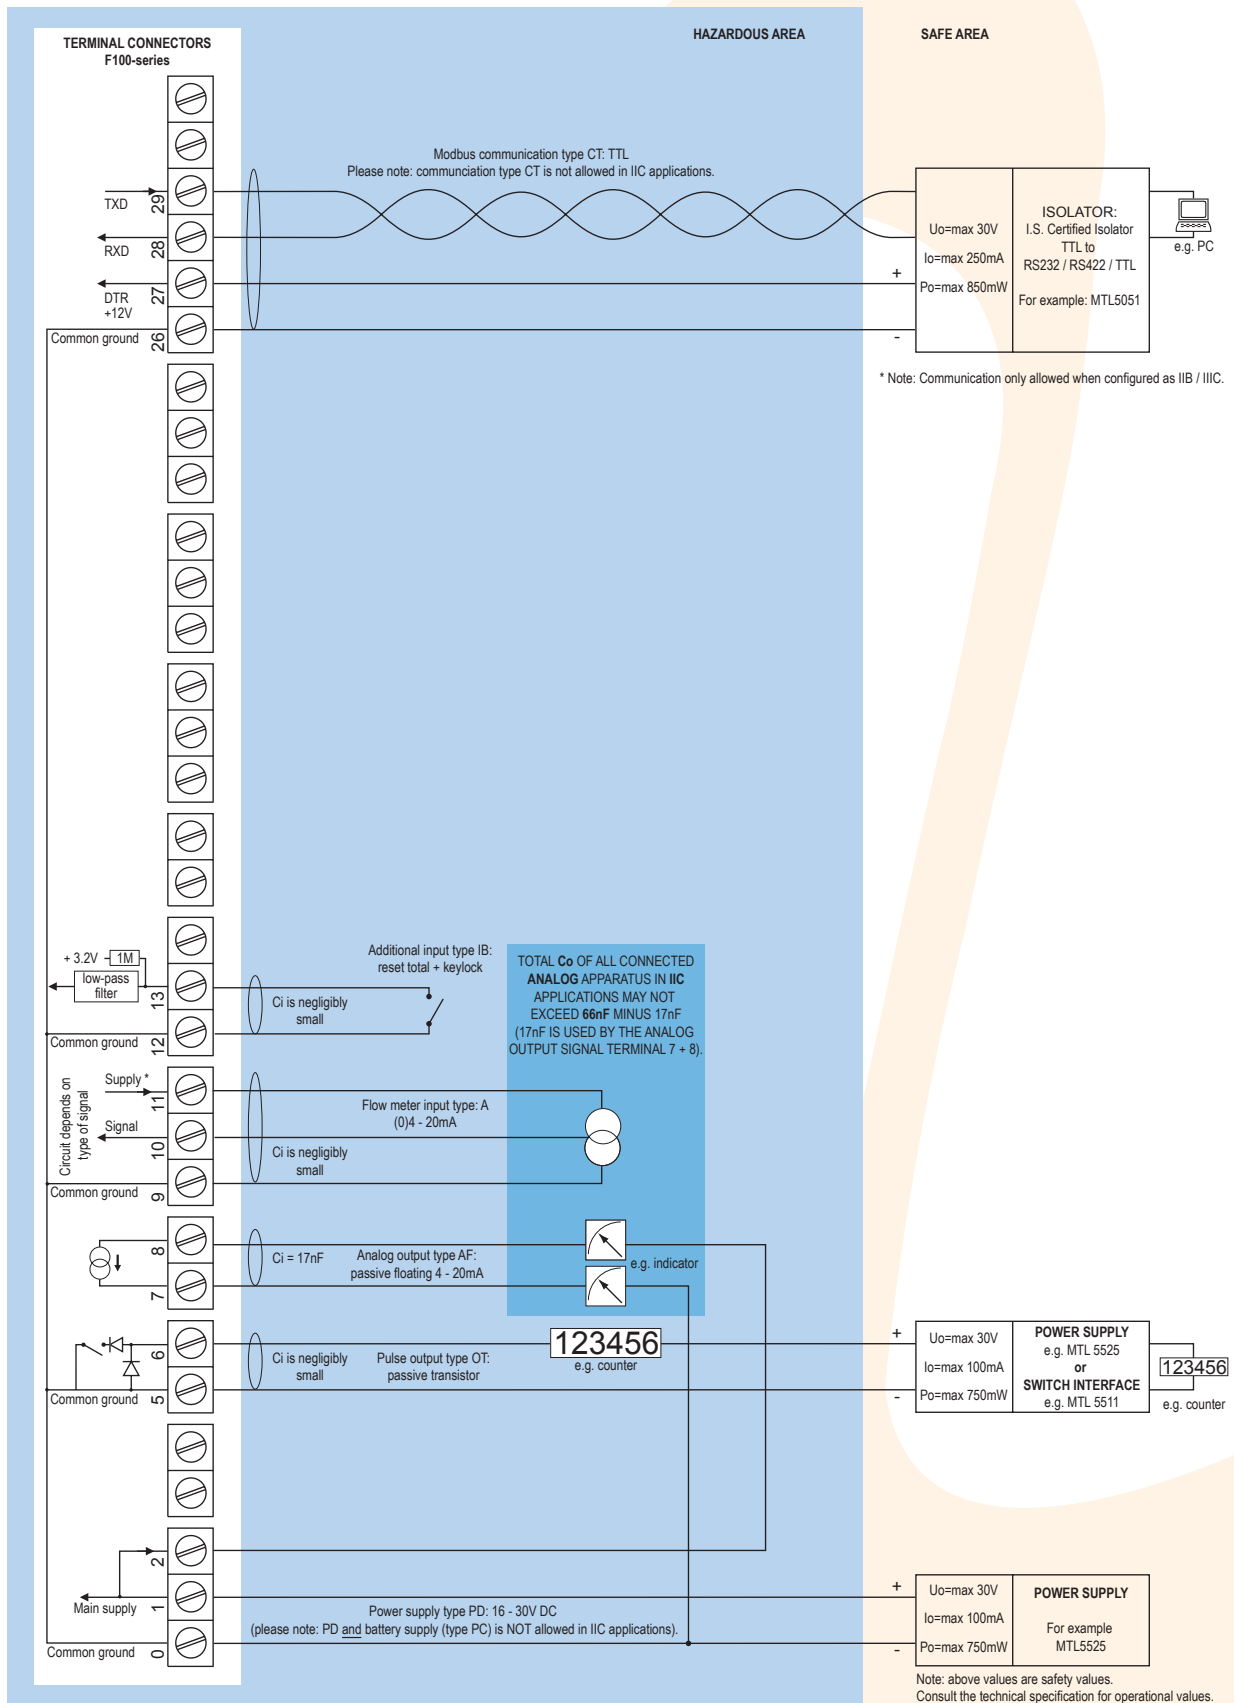 HAZARDOUS AREA
SAFE AREA
TERMINAL CONNECTORS
F100-series
Modbus communication type CT: TTL
Please note: communciation type CT is not allowed in IIC applications.
TXD
29
RXD
28
DTR
+12V
27
Common ground
26
+
-
Uo=max 30V
Io=max 250mA
Po=max 850mW
ISOLATOR:
I.S. Certified Isolator
TTL to
RS232 / RS422 / TTL
For example: MTL5051
e.g. PC
* Note: Communication only allowed when configured as IIB / IIIC.
+ 3.2V
1M
low-pass
filter
13
Common ground
12
Ci is negligibly
small
Additional input type IB:
reset total + keylock
TOTAL Co OF ALL CONNECTED
ANALOG APPARATUS IN IIC
APPLICATIONS MAY NOT
EXCEED 66nF MINUS 17nF
(17nF IS USED BY THE ANALOG
OUTPUT SIGNAL TERMINAL 7 + 8).
Circuit depends on
type of signal
Supply *
11
Signal
10
Common ground
9
Flow meter input type: A
(0)4 - 20mA
Ci is negligibly
small
8
7
Ci = 17nF
Analog output type AF:
passive floating 4 - 20mA
e.g. indicator
6
Common ground
5
Ci is negligibly
small
Pulse output type OT:
passive transistor
123456
e.g. counter
+
-
Uo=max 30V
Io=max 100mA
Po=max 750mW
POWER SUPPLY
e.g. MTL 5525
or
SWITCH INTERFACE
e.g. MTL 5511
123456
e.g. counter
2
Main supply
1
Common ground
0
Power supply type PD: 16 - 30V DC
(please note: PD and battery supply (type PC) is NOT allowed in IIC applications).
+
-
Uo=max 30V
Io=max 100mA
Po=max 750mW
POWER SUPPLY
For example
MTL5525
Note: above values are safety values.
Consult the technical specification for operational values.